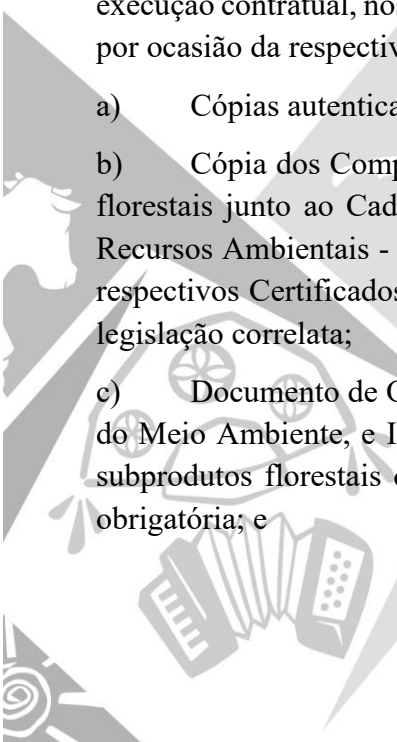 execução contratual, nos
por ocasião da respectiv
a) Cópias autentica
b) Cópia dos Comp
florestais junto ao Cad
Recursos Ambientais -
respectivos Certificados
legislação correlata;
c) Documento de O
do Meio Ambiente, e I
subprodutos florestais
obrigatória; e